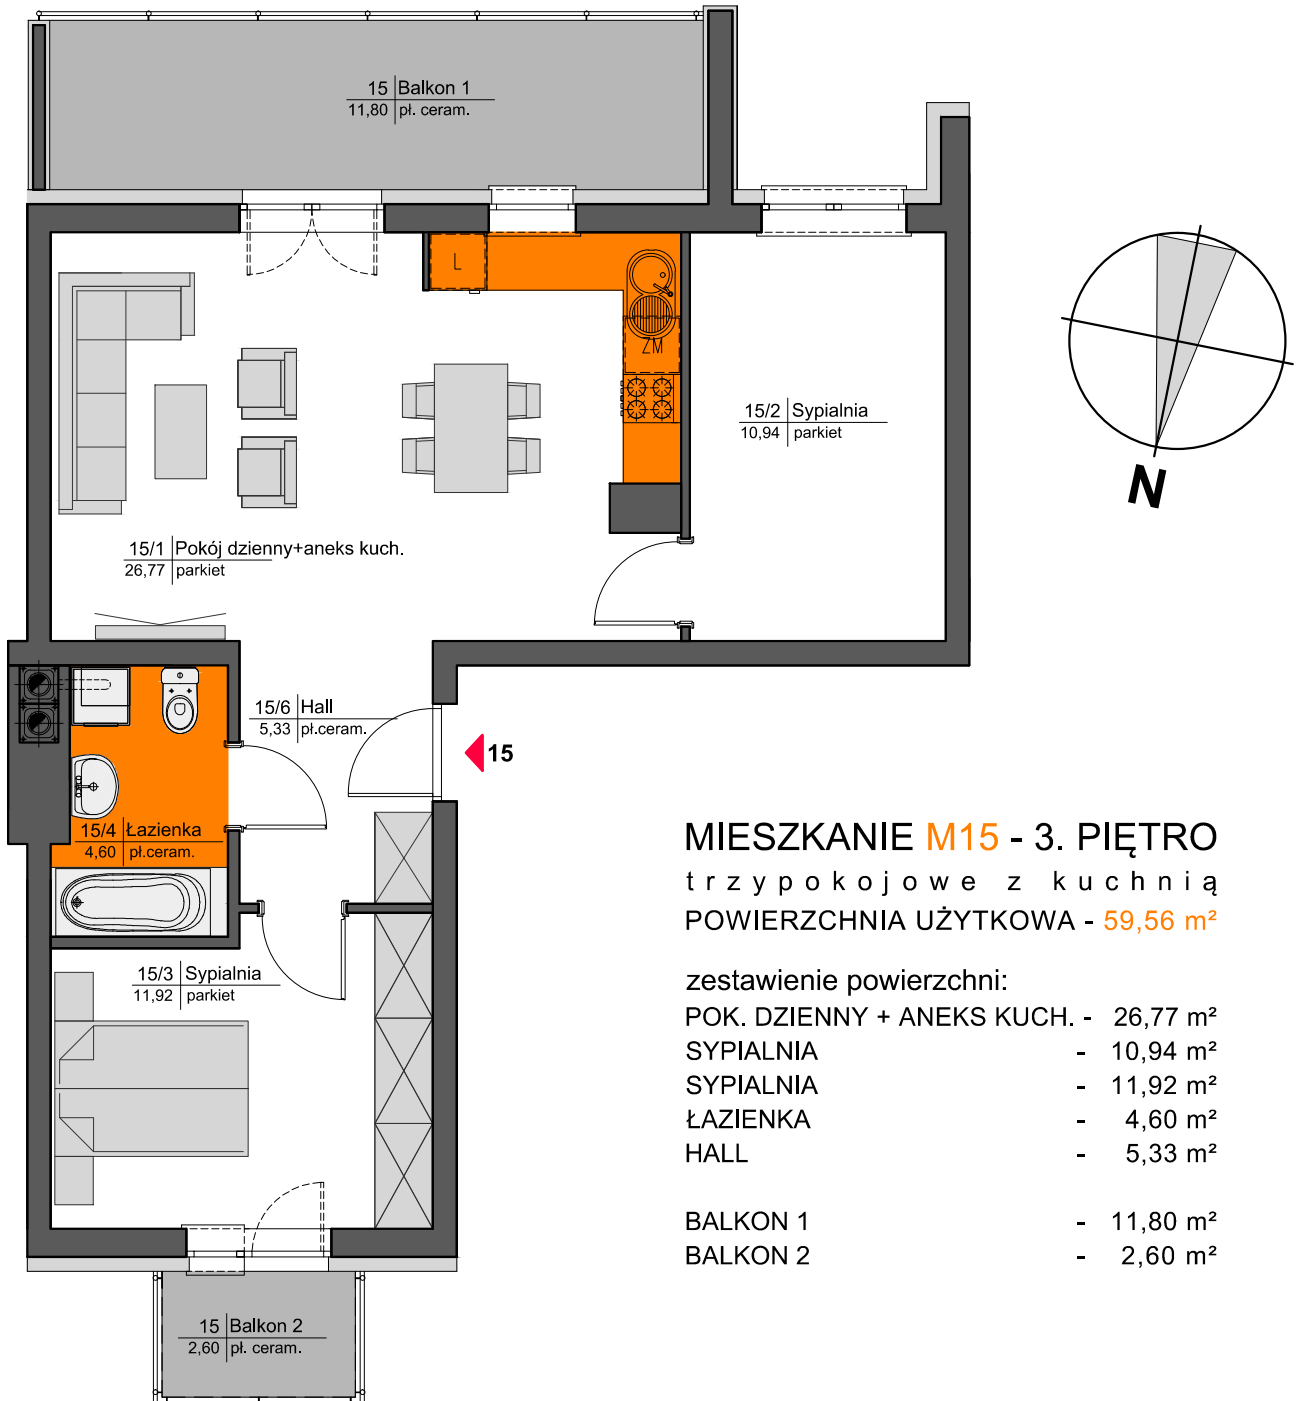 15 Balkon 1
11,80 pł. ceram.
L
ZM
15/2 Sypialnia
10,94 parkiet
N
15/1 Pokój dzienny+aneks kuch.
26,77 parkiet
15/6 Hall
5,33 pł.ceram.
15
15/4 Łazienka
4,60 pł.ceram.
15/3 Sypialnia
11,92 parkiet
15 Balkon 2
2,60 pł. ceram.
MIESZKANIE M15 - 3. PIĘTRO
trzypokojowe z kuchnią
POWIERZCHNIA UŻYTKOWA - 59,56 m²
zestawienie powierzchni:
POK. DZIENNY + ANEKS KUCH. - 26,77 m²
SYPIALNIA - 10,94 m²
SYPIALNIA - 11,92 m²
ŁAZIENKA - 4,60 m²
HALL - 5,33 m²
BALKON 1 - 11,80 m²
BALKON 2 - 2,60 m²